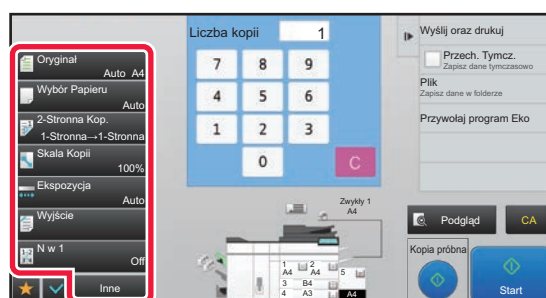 Oryginał
Auto A4
Wybór Papieru
Auto
2-Stronna Kop.
1-Stronna→1-Stronna
Skala Kopii
100%
Ekspozycja
Auto
Wyjście
N w 1
Off
Inne
Liczba kopii 1
7 8 9
4 5 6
1 2 3
0 C
Zwykły 1
A4
1 A4
2 A4
3 B4
4 A3
5
A4
Wyślij oraz drukuj
Przech. Tymcz.
Zapisz dane tymczasowo
Plik
Zapisz dane w folderze
Przywołaj program Eko
Podgląd
CA
Kopia próbna
Start